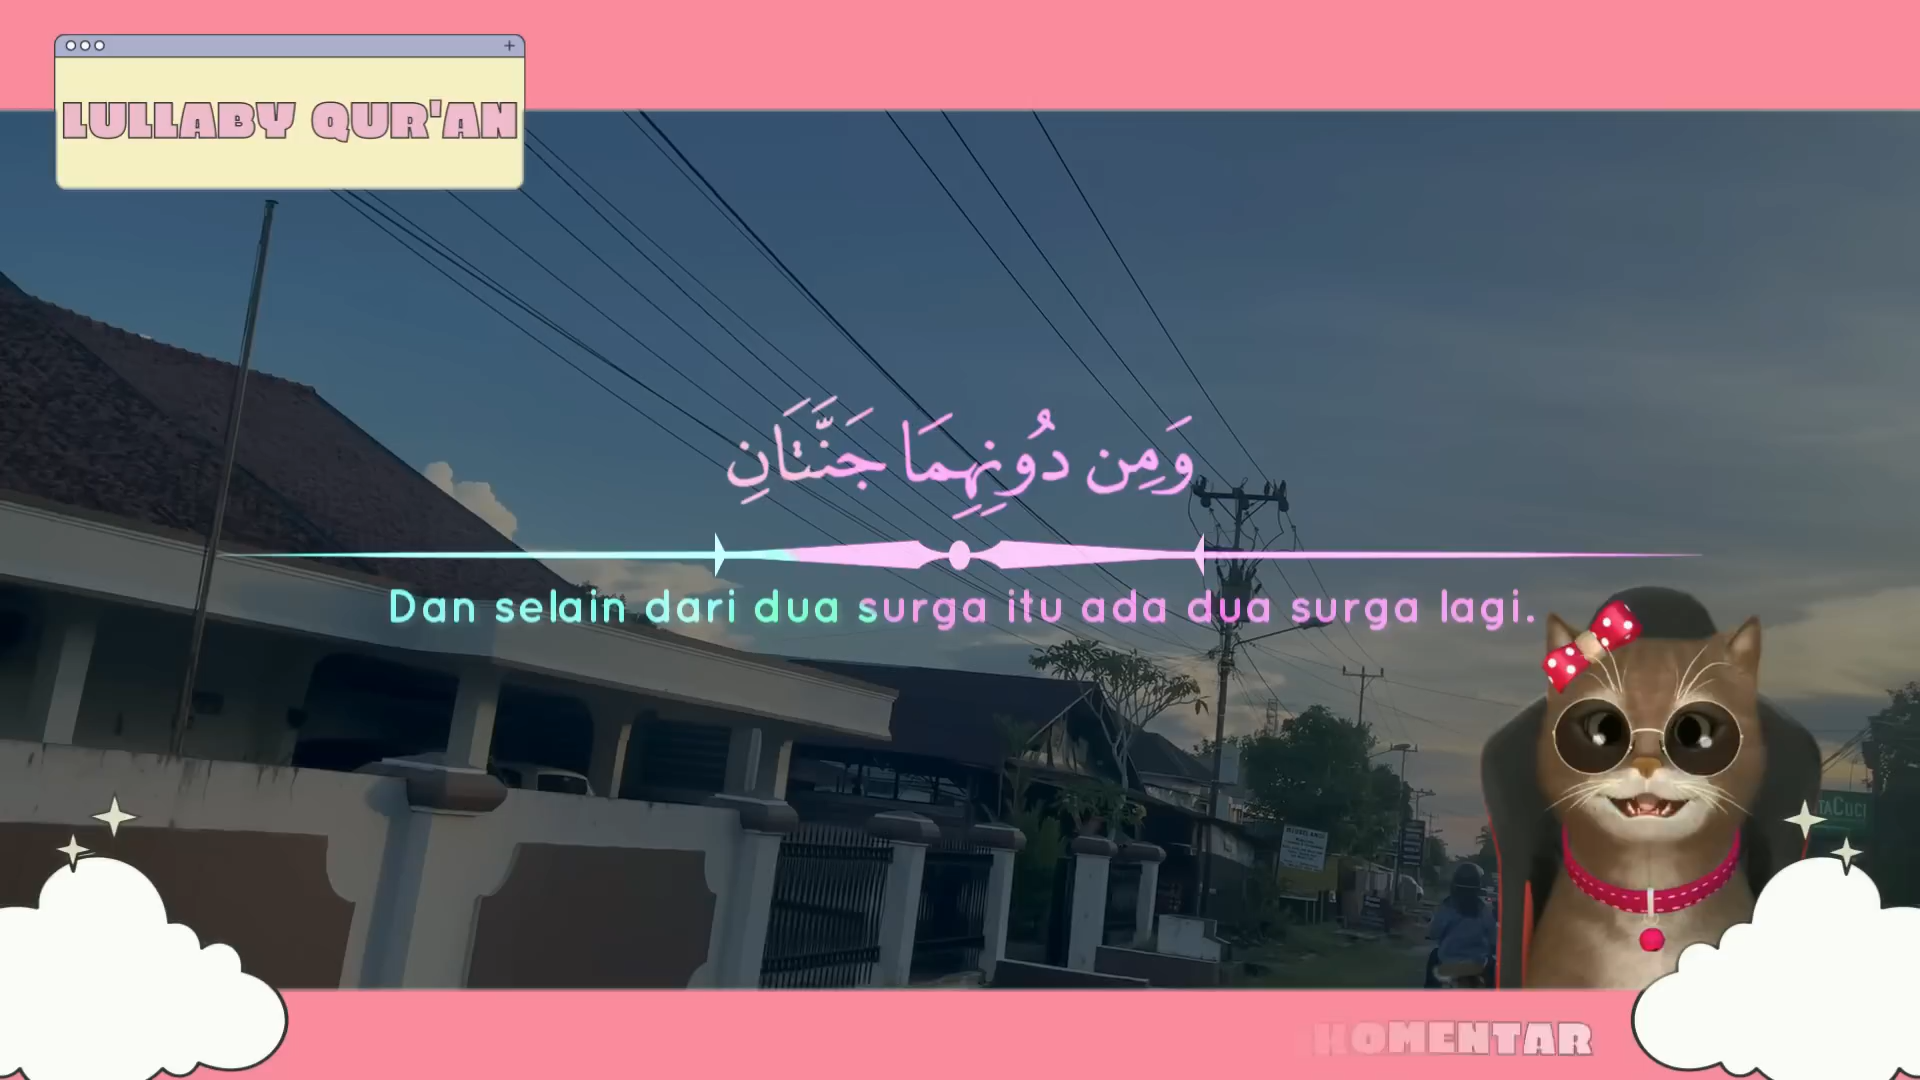 LULLABY QUR'AN
وَمِن دُونِهِمَا جَنَّتَانِ
Dan selain dari dua surga itu ada dua surga lagi.
KOMENTAR